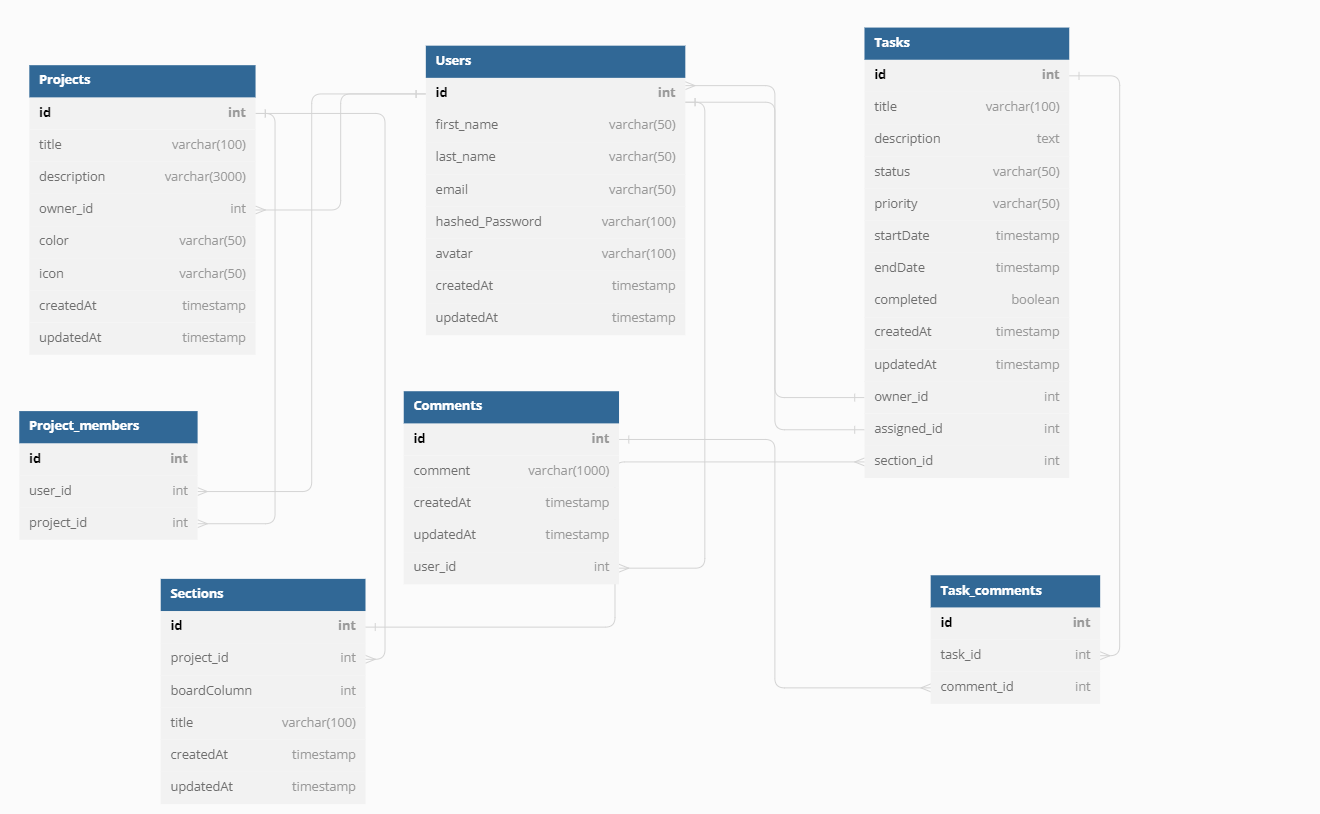 Projects
id int
title varchar(100)
description varchar(3000)
owner_id int
color varchar(50)
icon varchar(50)
createdAt timestamp
updatedAt timestamp
Users
id int
first_name varchar(50)
last_name varchar(50)
email varchar(50)
hashed_Password varchar(100)
avatar varchar(100)
createdAt timestamp
updatedAt timestamp
Tasks
id int
title varchar(100)
description text
status varchar(50)
priority varchar(50)
startDate timestamp
endDate timestamp
completed boolean
createdAt timestamp
updatedAt timestamp
owner_id int
assigned_id int
section_id int
Project_members
id int
user_id int
project_id int
Comments
id int
comment varchar(1000)
createdAt timestamp
updatedAt timestamp
user_id int
Sections
id int
project_id int
boardColumn int
title varchar(100)
createdAt timestamp
updatedAt timestamp
Task_comments
id int
task_id int
comment_id int